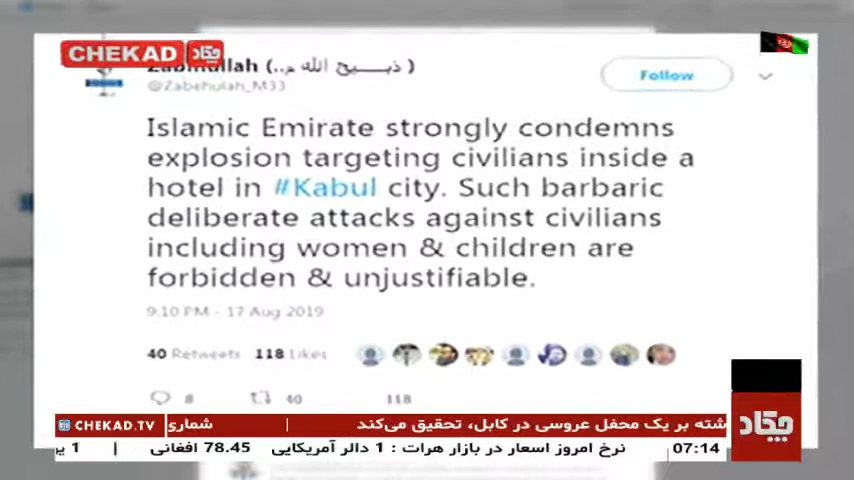 CHEKAD چکاد
Zabihullah (..ذبـــیح الله م )
@Zabehulah_M33
Follow
Islamic Emirate strongly condemns
explosion targeting civilians inside a
hotel in #Kabul city. Such barbaric
deliberate attacks against civilians
including women & children are
forbidden & unjustifiable.
9:10 PM - 17 Aug 2019
40 Retweets 118 Likes
8 40 118
CHEKAD.TV
شته بر یک محفل عروسی در کابل، تحقیق می‌کند | شماری
چکاد
07:14
نرخ امروز اسعار در بازار هرات : 1 دالر آمریکایی 78.45 افغانی | 1